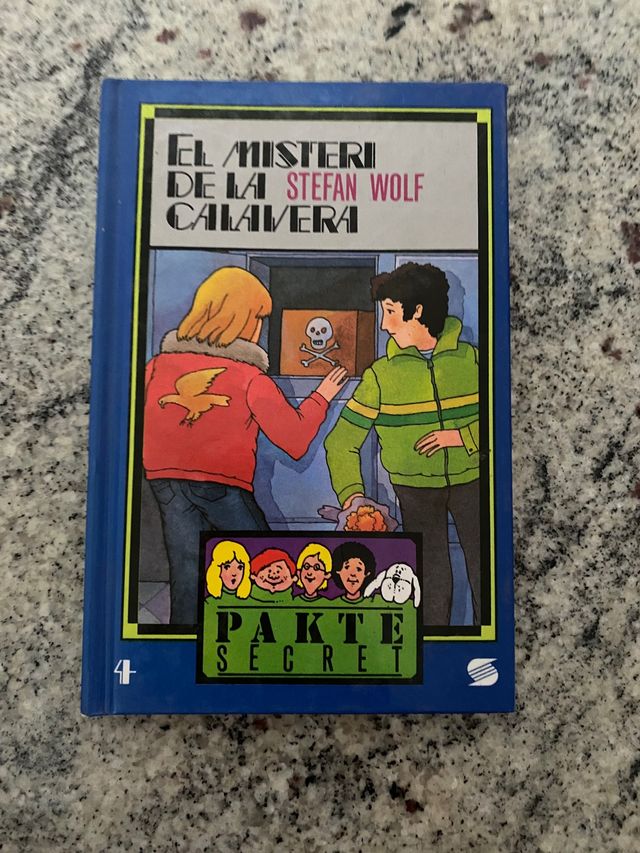 EL MISTERI
DE LA STEFAN WOLF
CALAVERA
PAKTE
SECRET
4